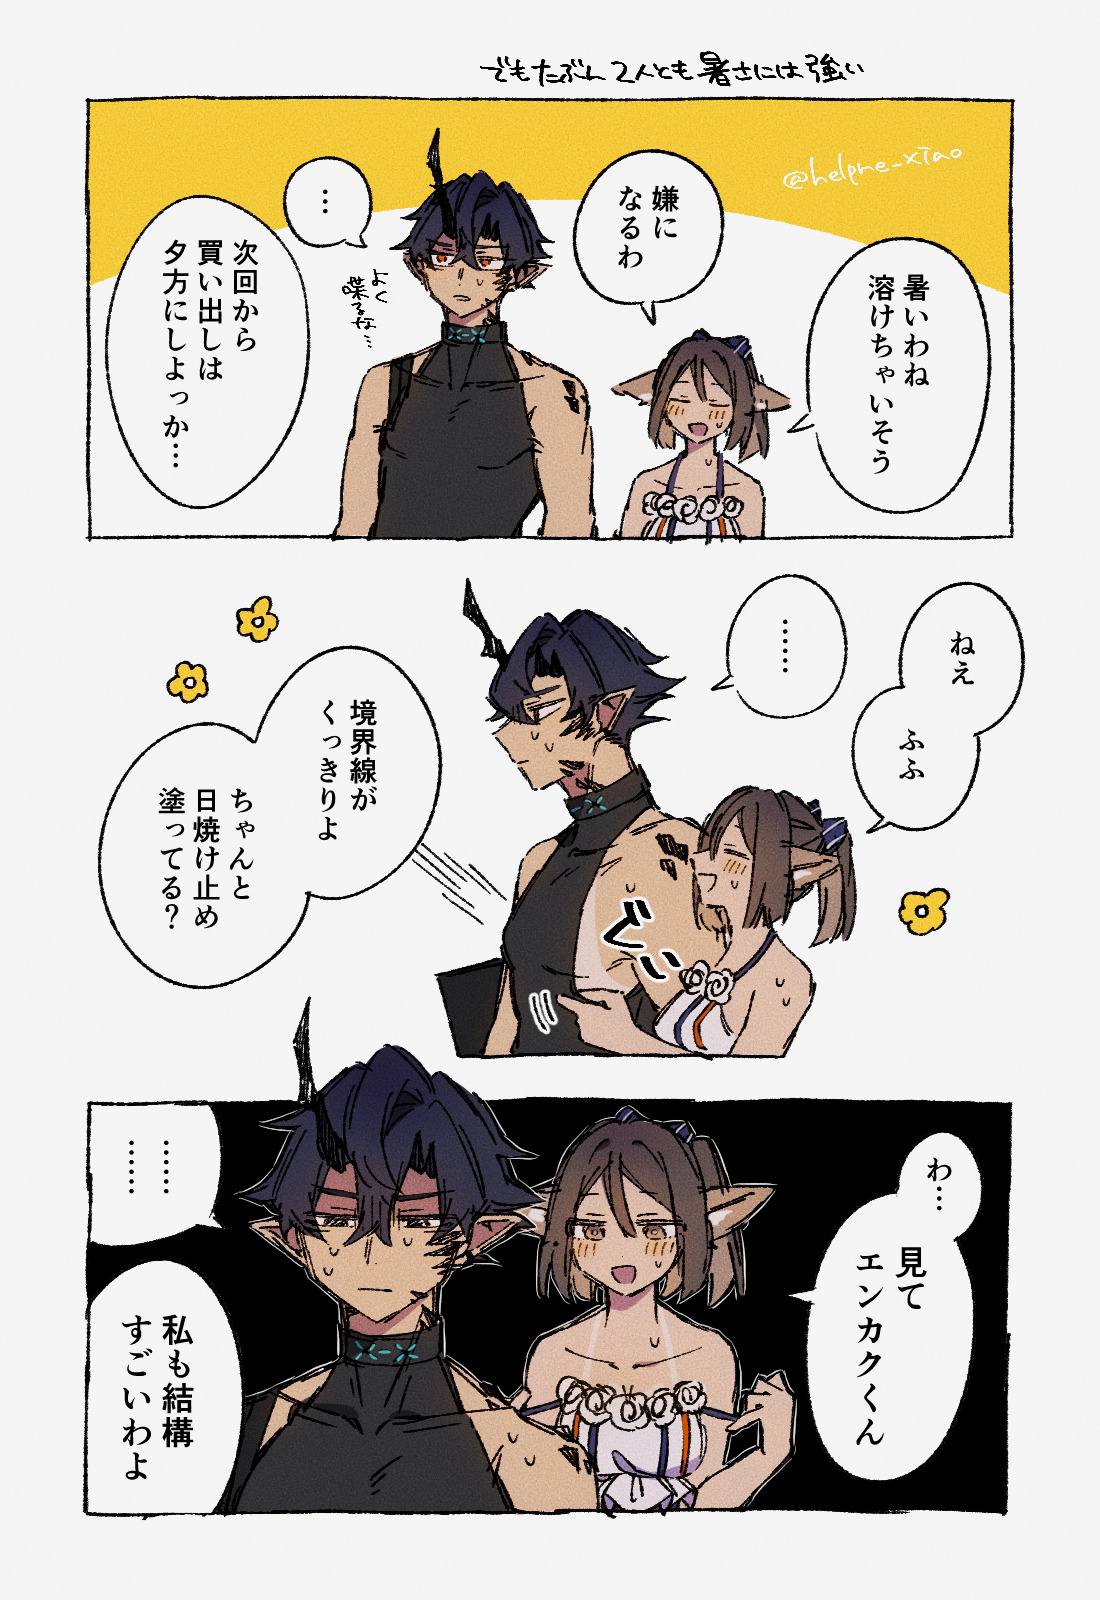 でもたぶん2人とも暑さには強い
@helpme_xiao
暑いわね
溶けちゃいそう
嫌に
なるわ
…
よく
喋るな…
次回から
買い出しは
夕方にしよっか…
ねえ
ふふ
……
ぐい
境界線が
くっきりよ
ちゃんと
日焼け止め
塗ってる?
わ…
見て
エンカクくん
……
……
私も結構
すごいわよ